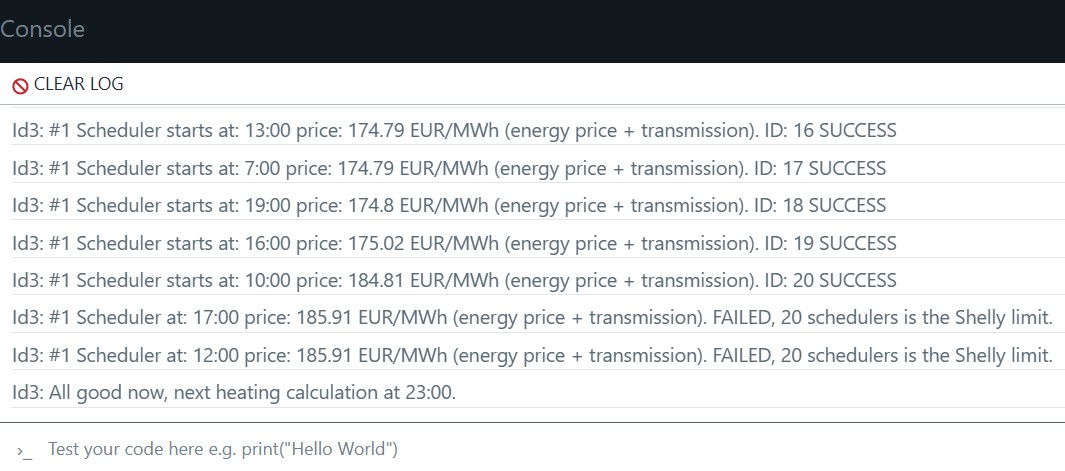 Console
CLEAR LOG
Id3: #1 Scheduler starts at: 13:00 price: 174.79 EUR/MWh (energy price + transmission). ID: 16 SUCCESS
Id3: #1 Scheduler starts at: 7:00 price: 174.79 EUR/MWh (energy price + transmission). ID: 17 SUCCESS
Id3: #1 Scheduler starts at: 19:00 price: 174.8 EUR/MWh (energy price + transmission). ID: 18 SUCCESS
Id3: #1 Scheduler starts at: 16:00 price: 175.02 EUR/MWh (energy price + transmission). ID: 19 SUCCESS
Id3: #1 Scheduler starts at: 10:00 price: 184.81 EUR/MWh (energy price + transmission). ID: 20 SUCCESS
Id3: #1 Scheduler at: 17:00 price: 185.91 EUR/MWh (energy price + transmission). FAILED, 20 schedulers is the Shelly limit.
Id3: #1 Scheduler at: 12:00 price: 185.91 EUR/MWh (energy price + transmission). FAILED, 20 schedulers is the Shelly limit.
Id3: All good now, next heating calculation at 23:00.
›_ Test your code here e.g. print("Hello World")